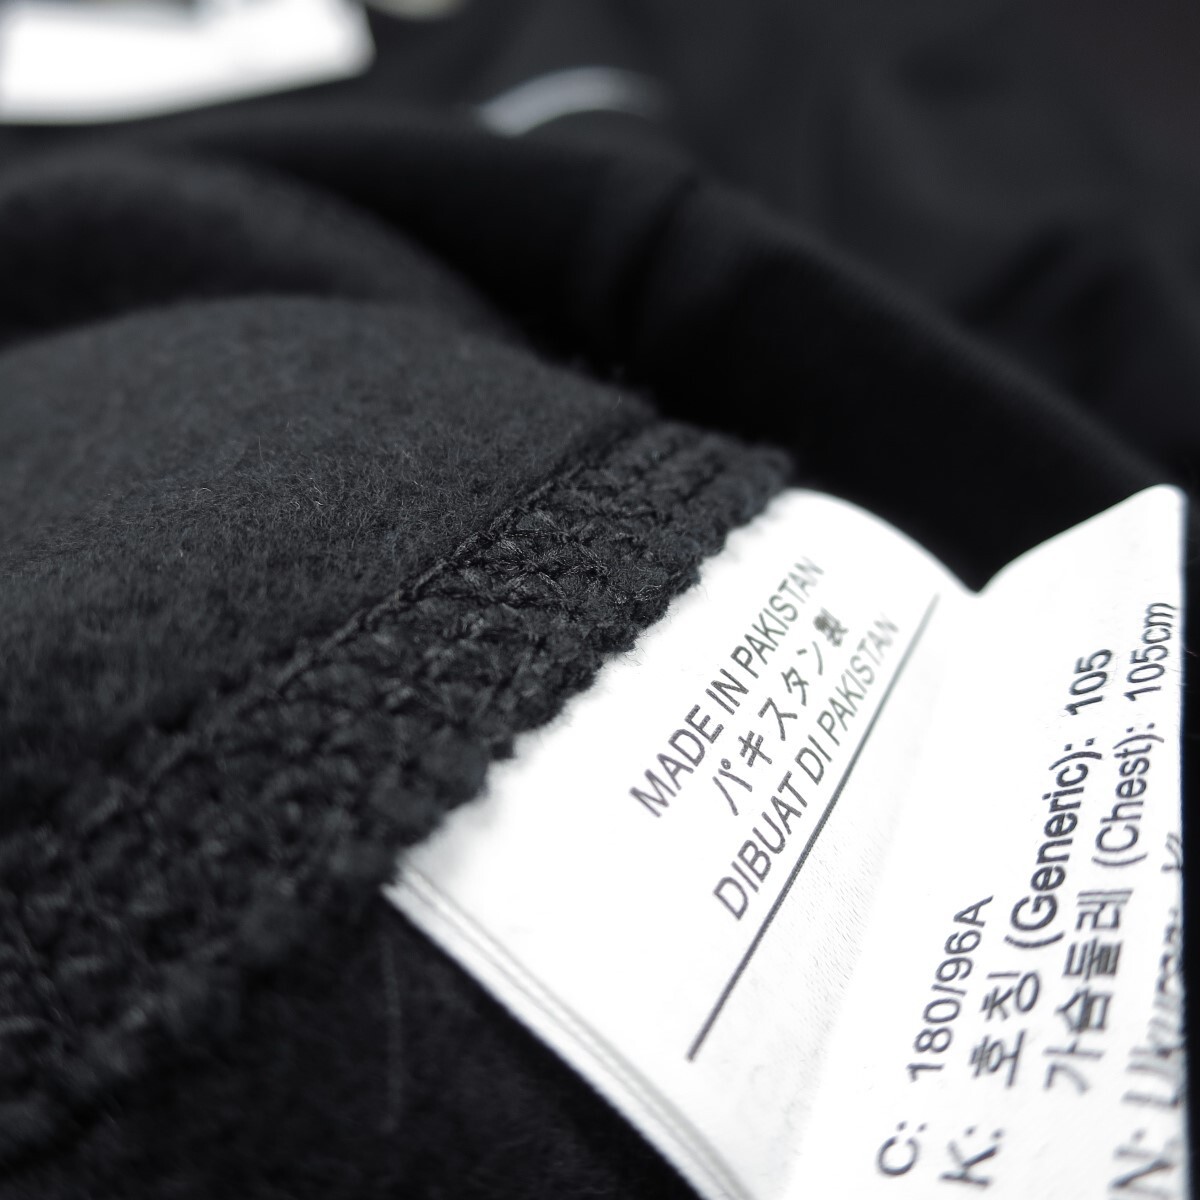 MADE IN PAKISTAN
パキスタン製
DIBUAT DI PAKISTAN
C: 180/96A
K: 호칭 (Generic): 105
가슴둘레 (Chest): 105cm
N: